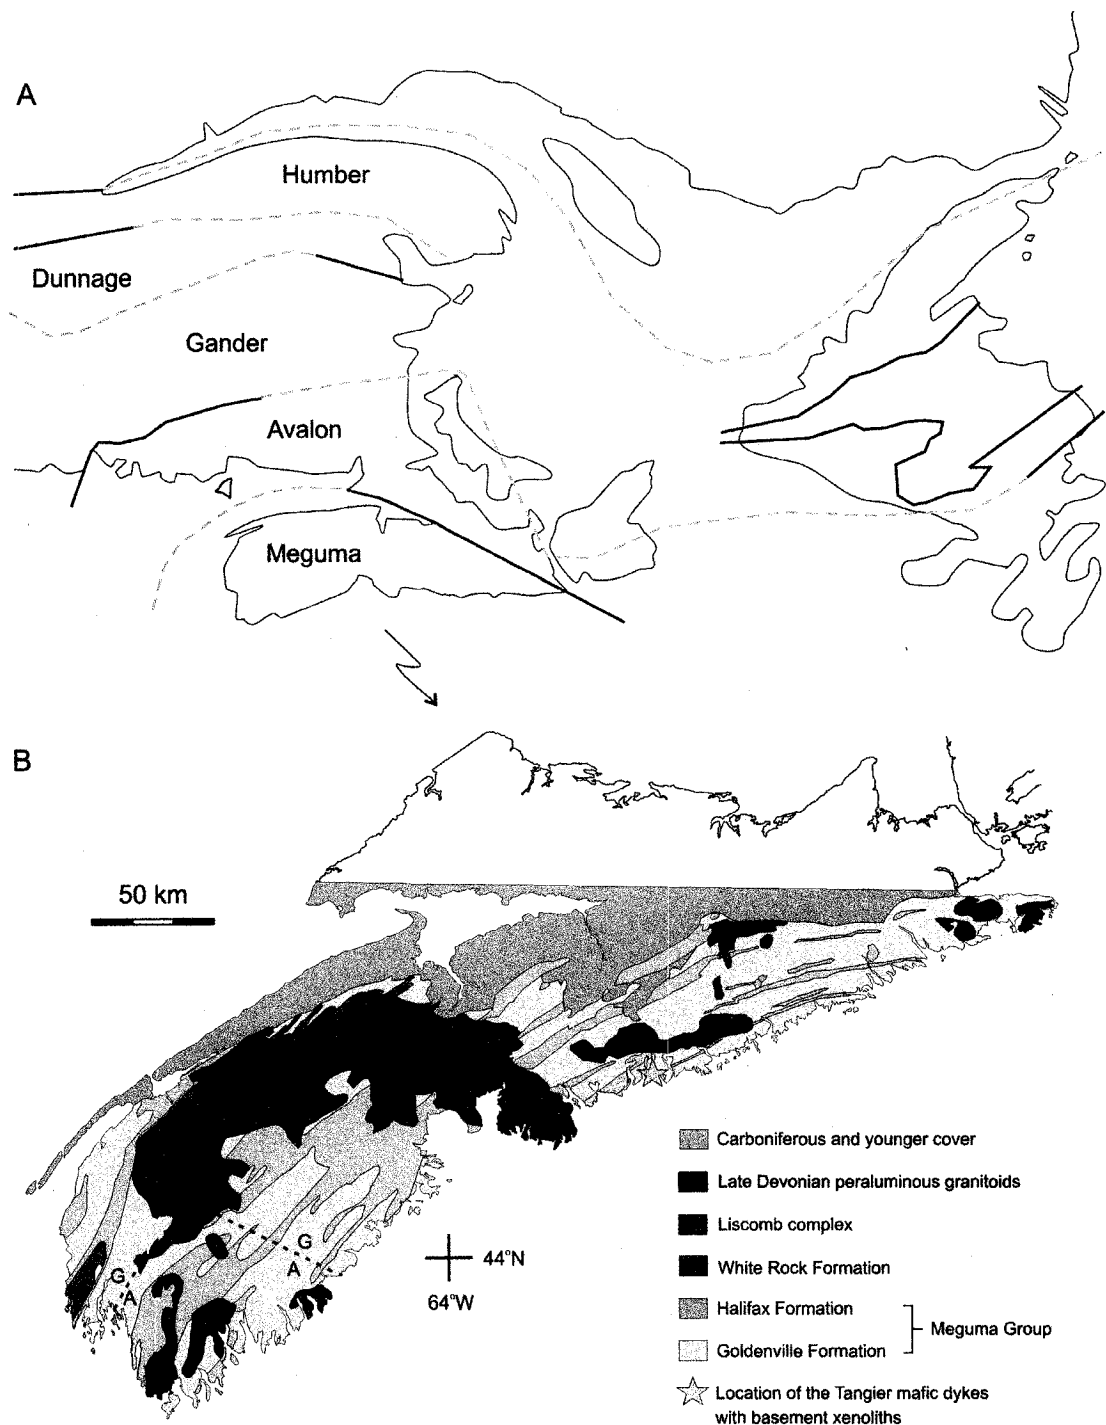 A
Humber
Dunnage
Gander
Avalon
Meguma
B
50 km
G
A
G
A
44°N
64°W
Carboniferous and younger cover
Late Devonian peraluminous granitoids
Liscomb complex
White Rock Formation
Halifax Formation
Meguma Group
Goldenville Formation
Location of the Tangier mafic dykes
with basement xenoliths